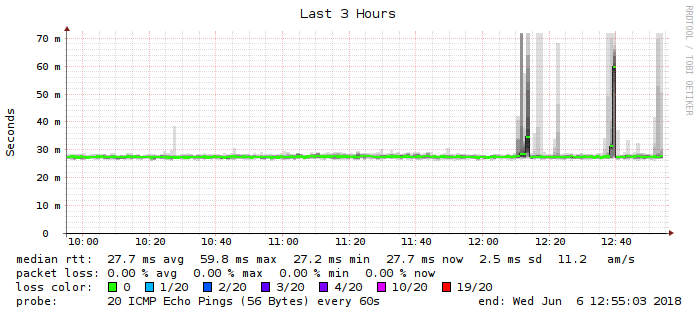 Last 3 Hours
RRDTOOL / TOBI OETIKER
Seconds
70 m
60 m
50 m
40 m
30 m
20 m
10 m
0
10:00 10:20 10:40 11:00 11:20 11:40 12:00 12:20 12:40
median rtt: 27.7 ms avg 59.8 ms max 27.2 ms min 27.7 ms now 2.5 ms sd 11.2 am/s
packet loss: 0.00 % avg 0.00 % max 0.00 % min 0.00 % now
loss color: 0 1/20 2/20 3/20 4/20 10/20 19/20
probe: 20 ICMP Echo Pings (56 Bytes) every 60s end: Wed Jun 6 12:55:03 2018